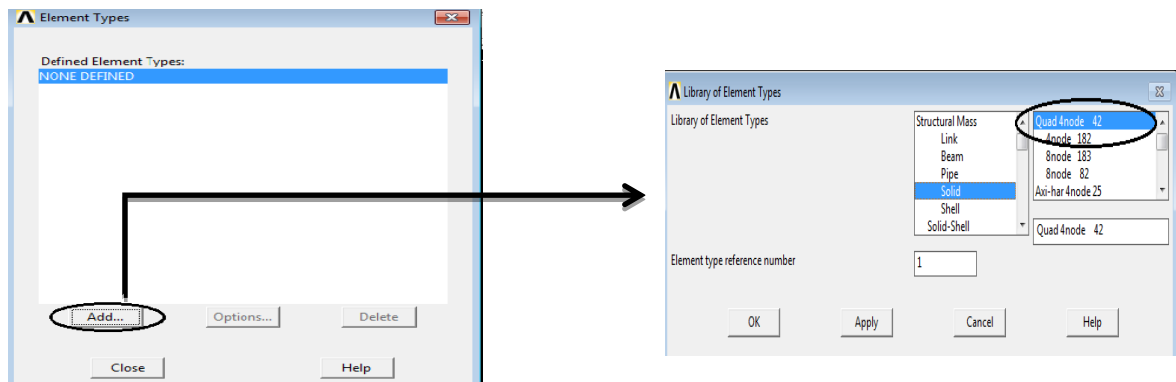 Element Types
Defined Element Types:
NONE DEFINED
Add...
Options...
Delete
Close
Help
Library of Element Types
Library of Element Types
Structural Mass
Link
Beam
Pipe
Solid
Shell
Solid-Shell
Quad 4node 42
4node 182
8node 183
8node 82
Axi-har 4node 25
Quad 4node 42
Element type reference number
1
OK
Apply
Cancel
Help